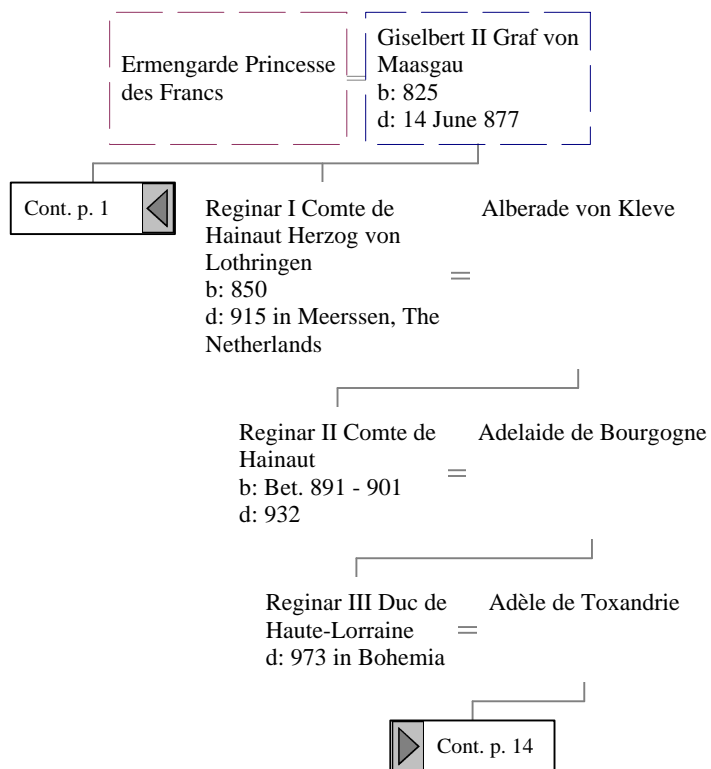 Ermengarde Princesse
des Francs
Giselbert II Graf von
Maasgau
b: 825
d: 14 June 877
Cont. p. 1
Reginar I Comte de
Hainaut Herzog von
Lothringen
b: 850
d: 915 in Meerssen, The
Netherlands
Alberade von Kleve
Reginar II Comte de
Hainaut
b: Bet. 891 - 901
d: 932
Adelaide de Bourgogne
Reginar III Duc de
Haute-Lorraine
d: 973 in Bohemia
Adèle de Toxandrie
Cont. p. 14